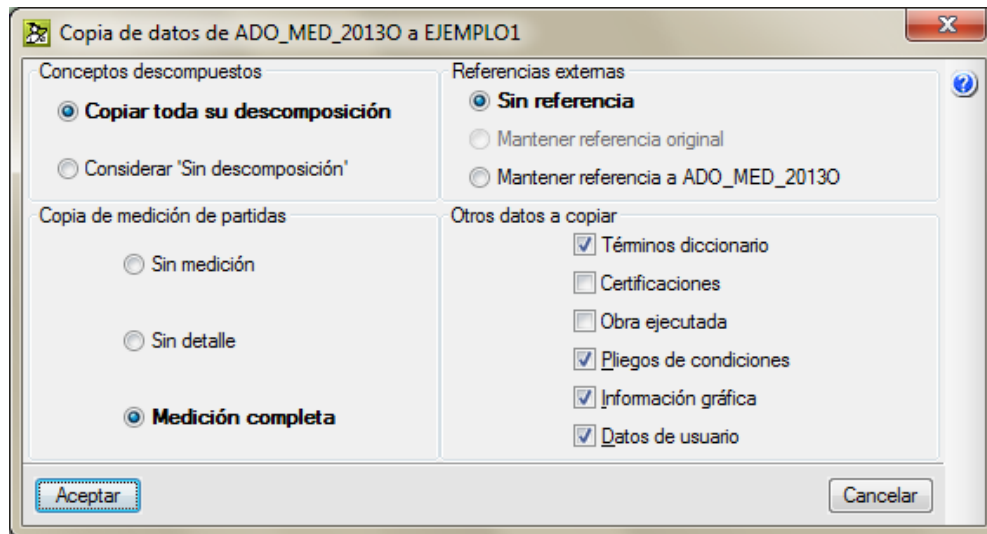 Copia de datos de ADO_MED_2013O a EJEMPLO1
Conceptos descompuestos
Copiar toda su descomposición
Considerar 'Sin descomposición'
Referencias externas
Sin referencia
Mantener referencia original
Mantener referencia a ADO_MED_2013O
Copia de medición de partidas
Sin medición
Sin detalle
Medición completa
Otros datos a copiar
Términos diccionario
Certificaciones
Obra ejecutada
Pliegos de condiciones
Información gráfica
Datos de usuario
Aceptar
Cancelar